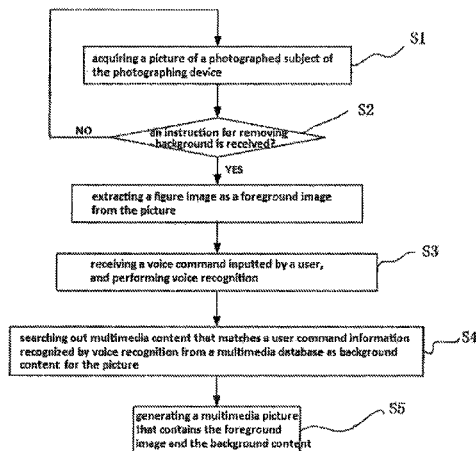 S1
acquiring a picture of a photographed subject of
the photographing device
S2
an instruction for removing
background is received?
NO
YES
extracting a figure image as a foreground image
from the picture
S3
receiving a voice command inputted by a user,
and performing voice recognition
S4
searching out multimedia content that matches a user command information
recognized by voice recognition from a multimedia database as background
content for the picture
S5
generating a multimedia picture
that contains the foreground
image and the background content